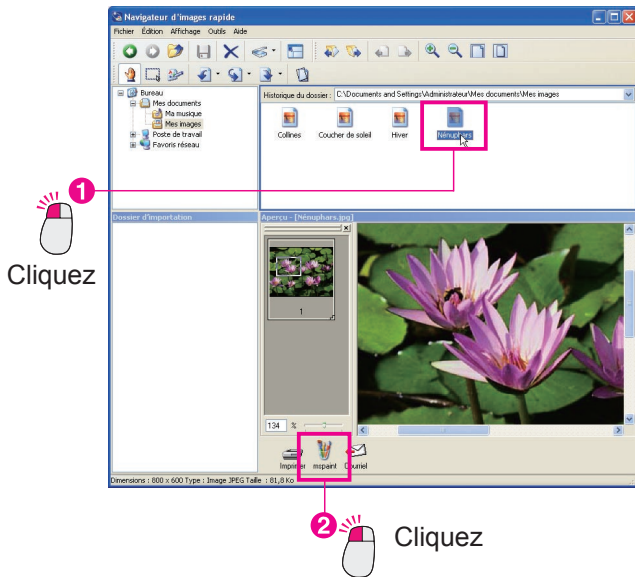 Navigateur d'images rapide
Fichier Édition Affichage Outils Aide
Bureau
Mes documents
Ma musique
Mes images
Poste de travail
Favoris réseau
Historique du dossier : C:\Documents and Settings\Administrateur\Mes documents\Mes images
Collines Coucher de soleil Hiver Nénuphars
1
Cliquez
Dossier d'importation
Aperçu - [Nénuphars.jpg]
1
134 %
Imprimer mspaint Courriel
Dimensions : 800 x 600 Type : Image JPEG Taille : 81,8 Ko
2
Cliquez